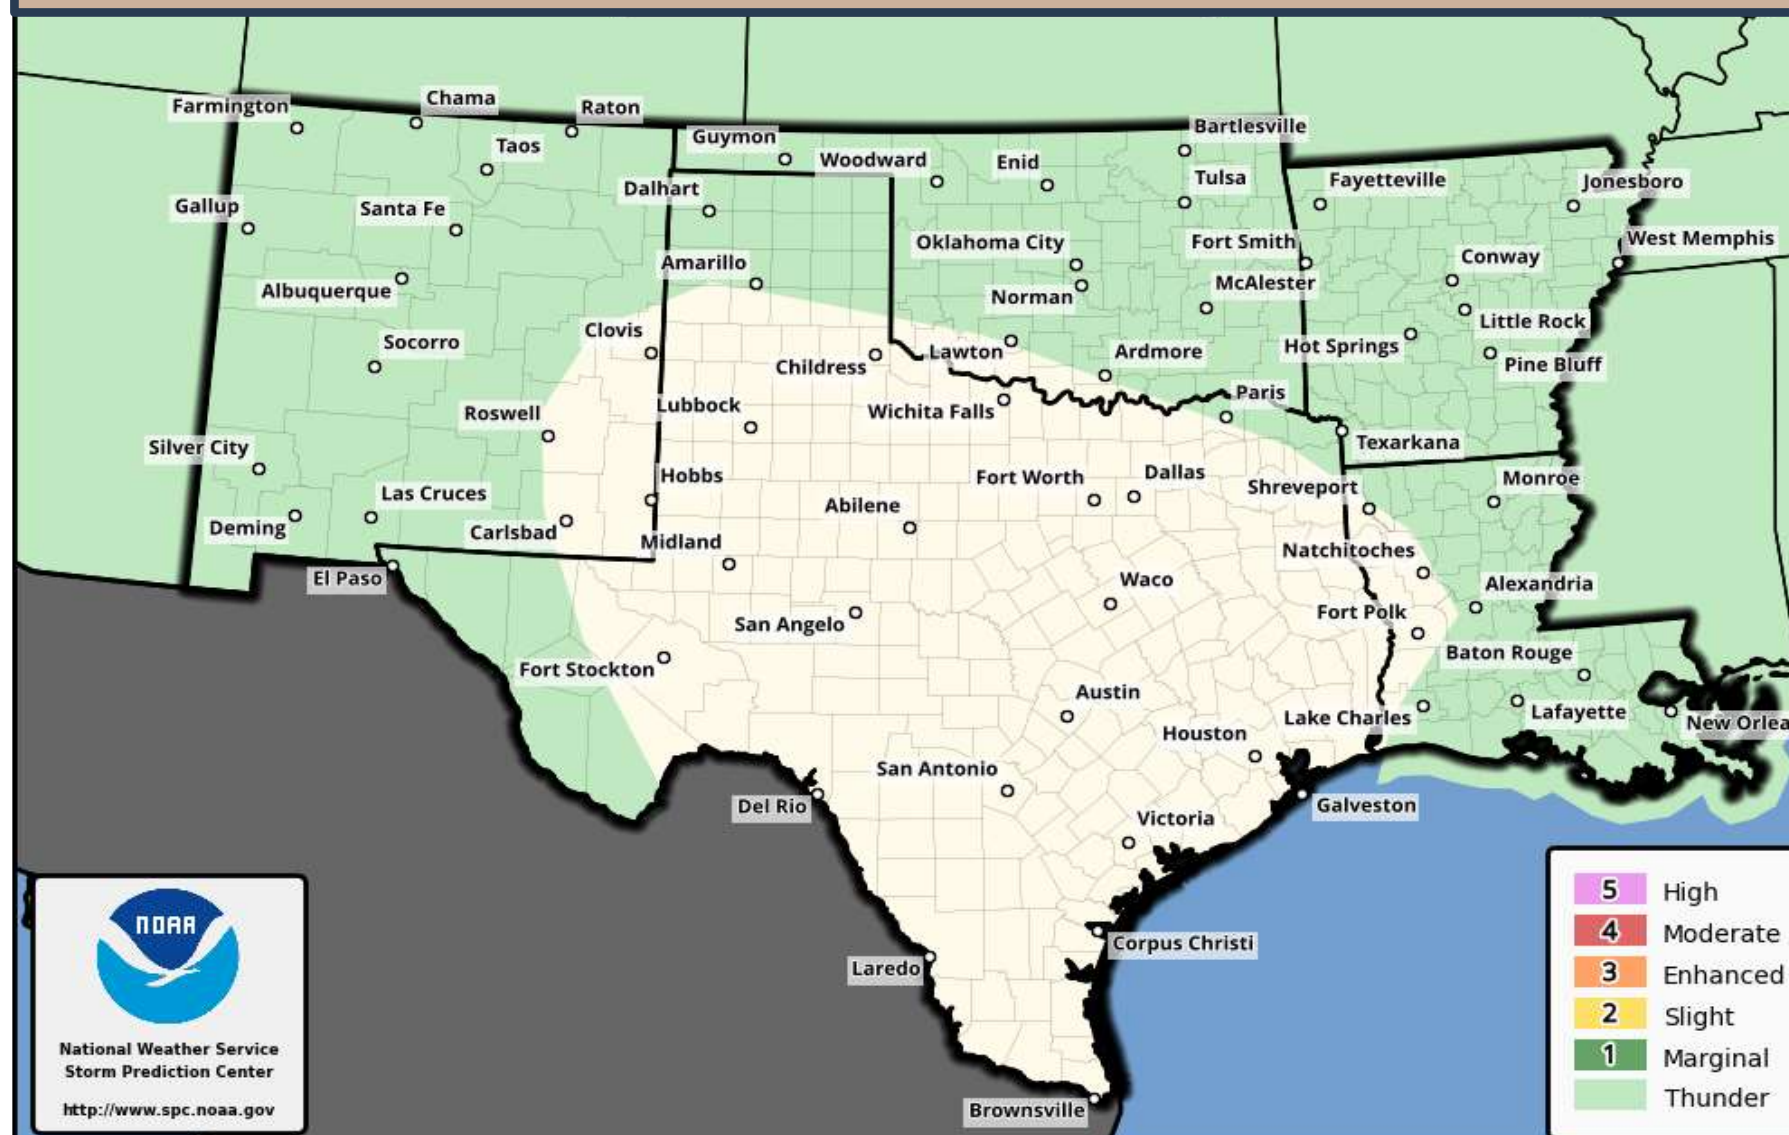 Farmington
Chama
Raton
Taos
Guymon
Woodward
Enid
Bartlesville
Tulsa
Fayetteville
Jonesboro
Dalhart
Gallup
Santa Fe
Oklahoma City
Fort Smith
West Memphis
Amarillo
Conway
Albuquerque
Norman
McAlester
Little Rock
Clovis
Socorro
Childress
Lawton
Ardmore
Hot Springs
Pine Bluff
Roswell
Lubbock
Wichita Falls
Paris
Silver City
Texarkana
Hobbs
Fort Worth
Dallas
Shreveport
Monroe
Las Cruces
Abilene
Deming
Carlsbad
Midland
Natchitoches
El Paso
Waco
Alexandria
San Angelo
Fort Polk
Fort Stockton
Baton Rouge
Austin
Lake Charles
Lafayette
New Orlea
Houston
San Antonio
Del Rio
Galveston
Victoria
Corpus Christi
Laredo
Brownsville
NOAA
National Weather Service
Storm Prediction Center
http://www.spc.noaa.gov
5 High
4 Moderate
3 Enhanced
2 Slight
1 Marginal
Thunder